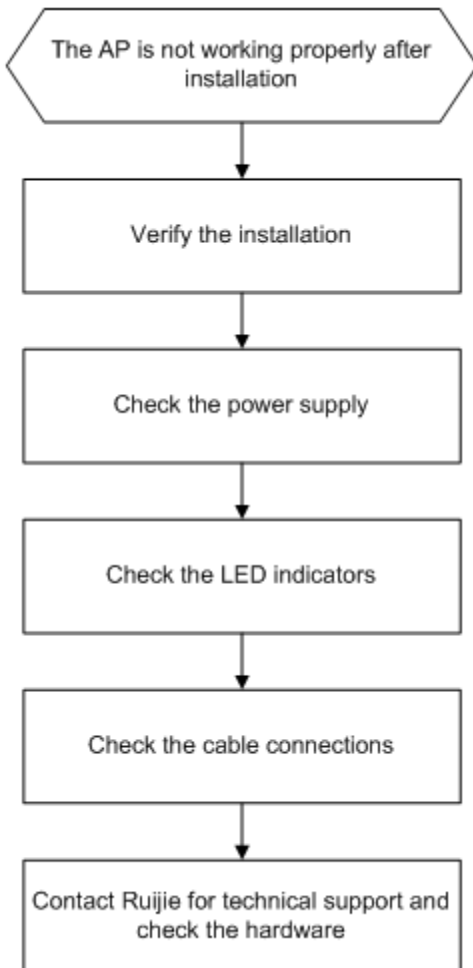 The AP is not working properly after
installation
Verify the installation
Check the power supply
Check the LED indicators
Check the cable connections
Contact Ruijie for technical support and
check the hardware